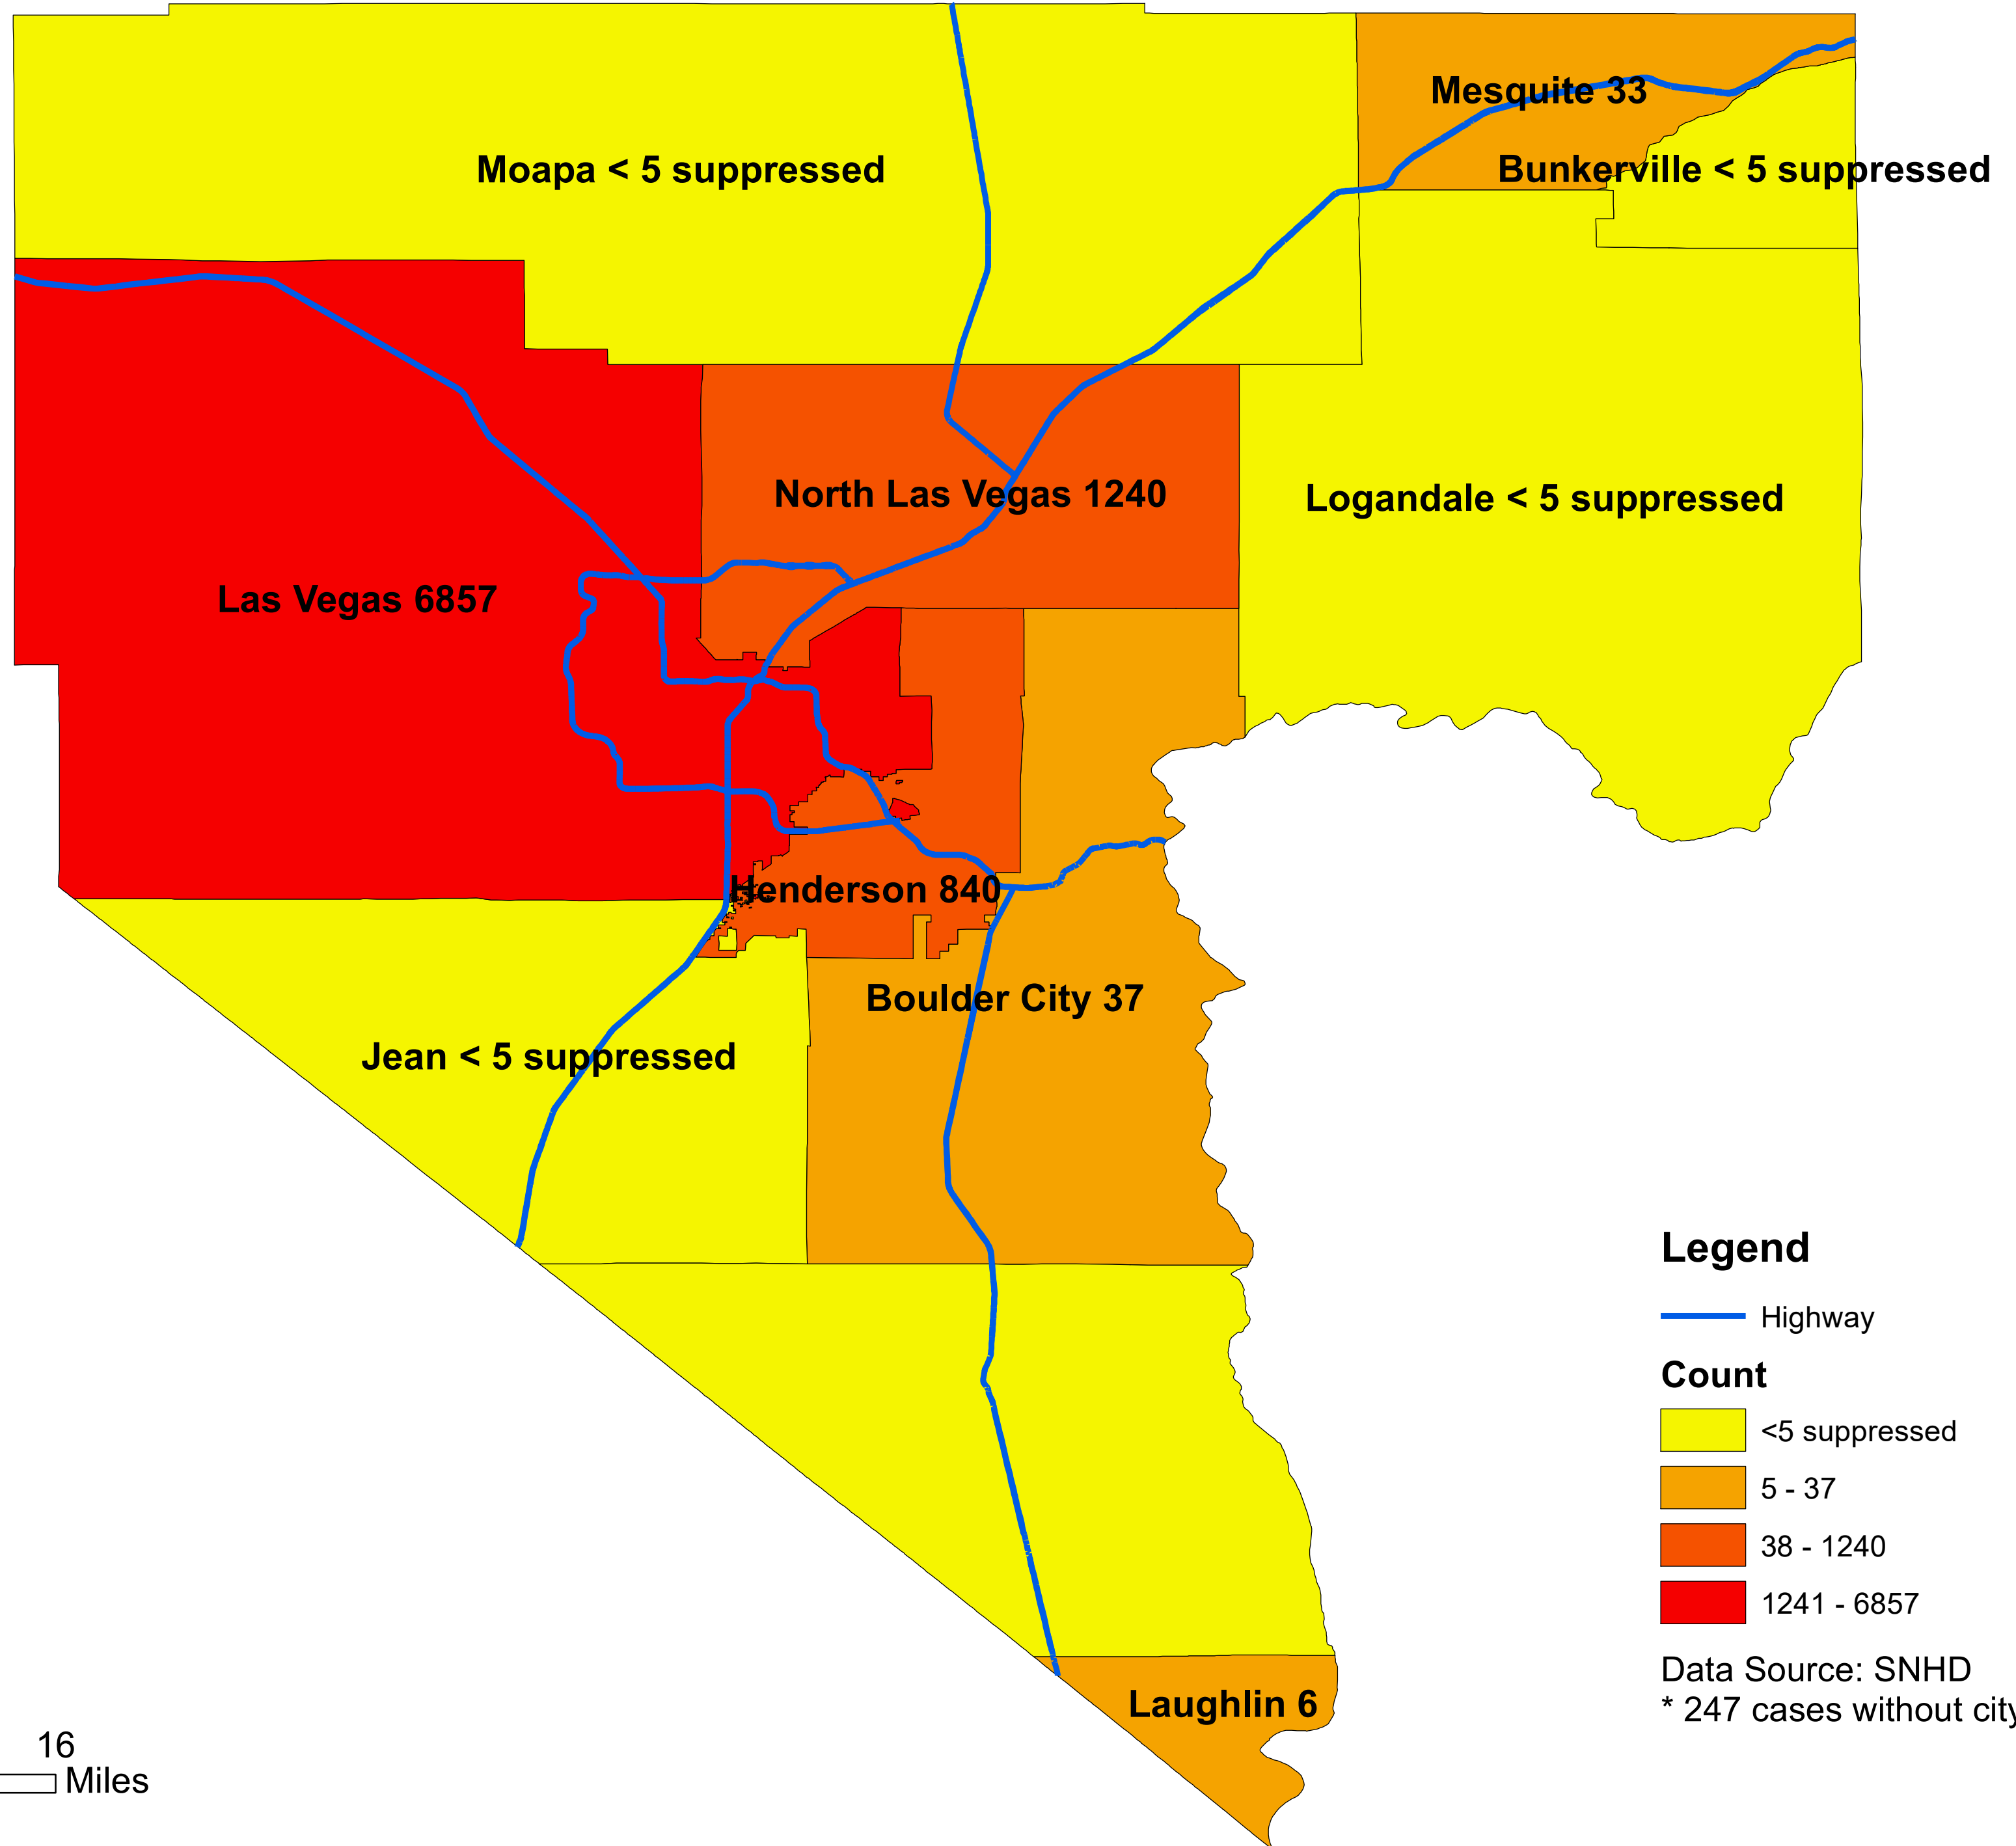 Mesquite 33
Moapa < 5 suppressed
Bunkerville < 5 suppressed
North Las Vegas 1240
Logandale < 5 suppressed
Las Vegas 6857
Henderson 840
Boulder City 37
Jean < 5 suppressed
Laughlin 6
Legend
Highway
Count
<5 suppressed
5 - 37
38 - 1240
1241 - 6857
Data Source: SNHD
* 247 cases without city
16
Miles